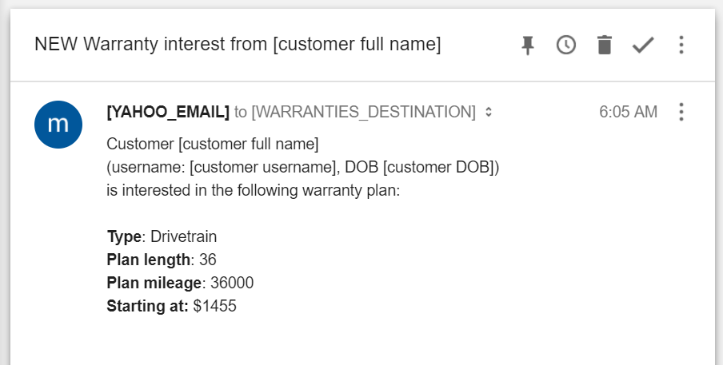 NEW Warranty interest from [customer full name]
m
[YAHOO_EMAIL] to [WARRANTIES_DESTINATION]
6:05 AM
Customer [customer full name]
(username: [customer username], DOB [customer DOB])
is interested in the following warranty plan:
Type: Drivetrain
Plan length: 36
Plan mileage: 36000
Starting at: $1455